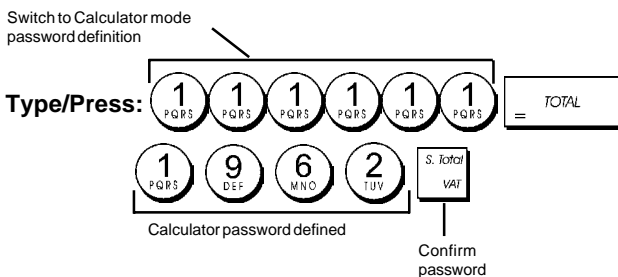 Switch to Calculator mode
password definition
Type/Press: 1 1 1 1 1 1 TOTAL
PQRS PQRS PQRS PQRS PQRS PQRS =
1 9 6 2 S. Total
PQRS DEF MNO TUV VAT
Calculator password defined
Confirm
password